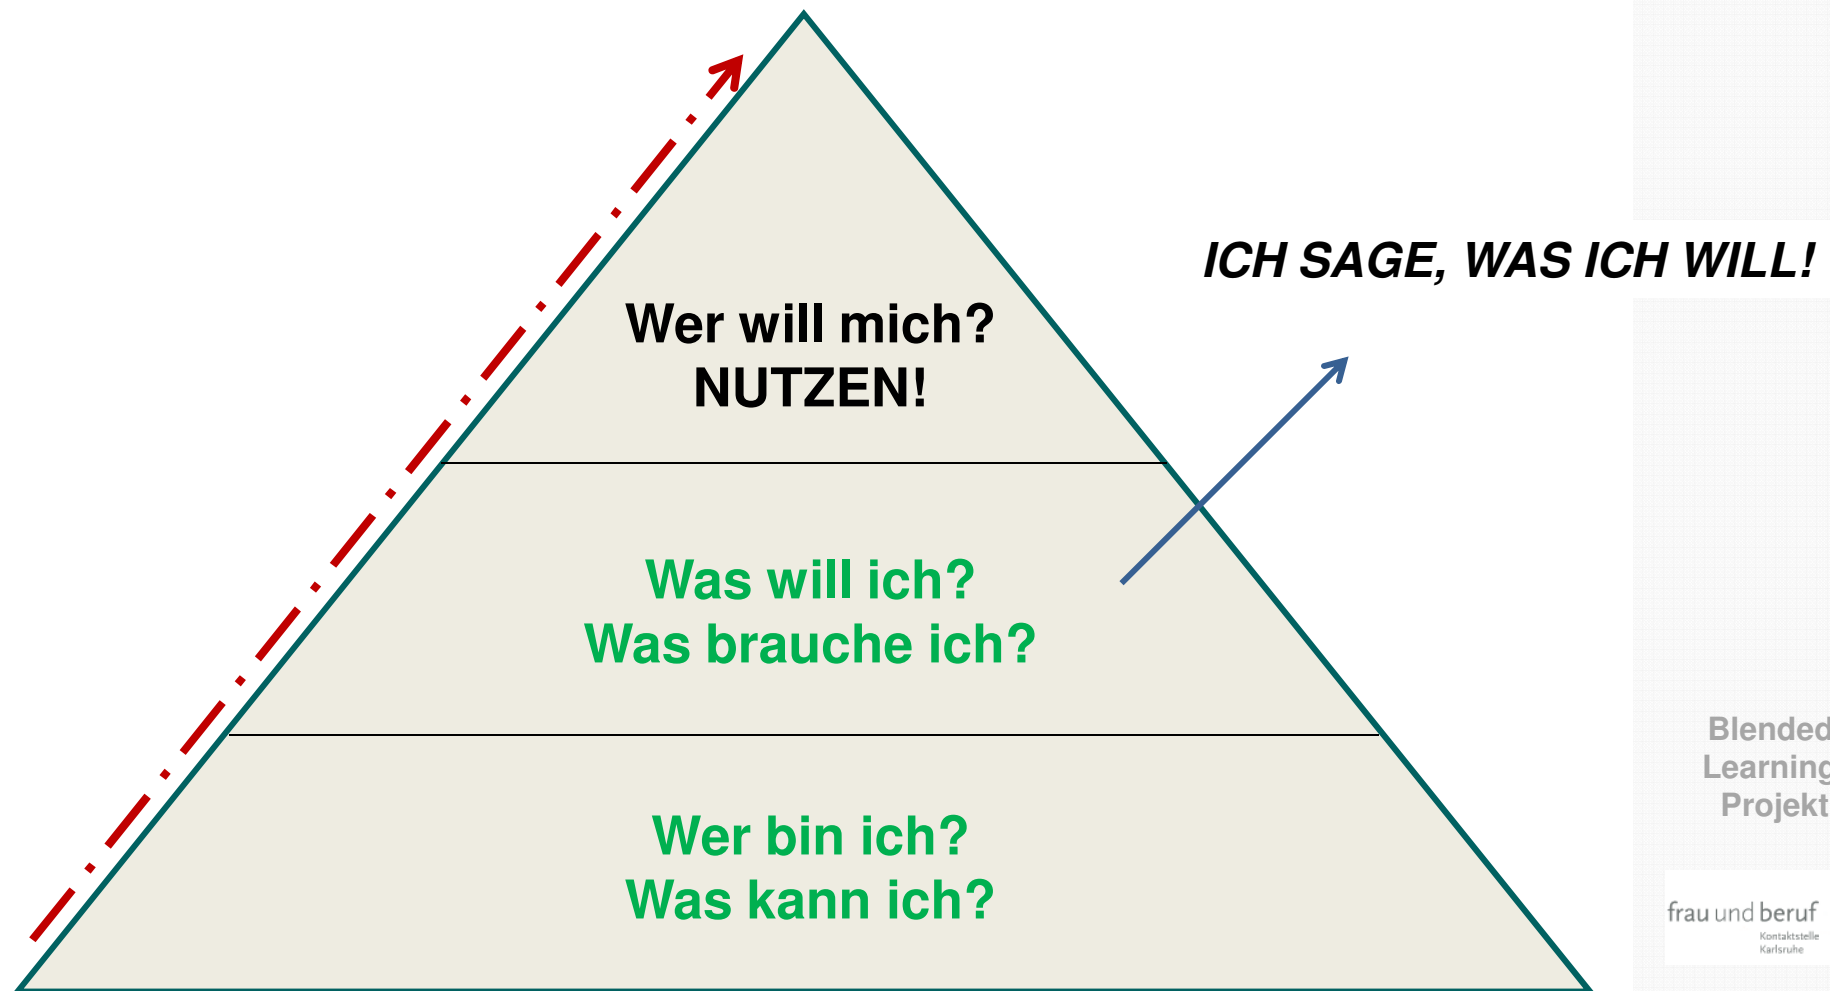 ICH SAGE, WAS ICH WILL!
Wer will mich?
NUTZEN!
Was will ich?
Was brauche ich?
Wer bin ich?
Was kann ich?
Blended
Learning
Projekt
frau und beruf
Kontaktstelle
Karlsruhe